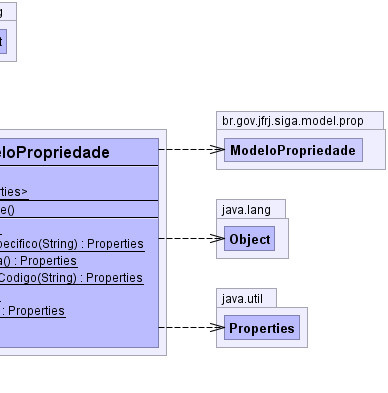 g
t
br.gov.jfrj.siga.model.prop
eloPropriedade
ModeloPropriedade
rties>
e()
java.lang
Object
pecifico(String) : Properties
a() : Properties
Codigo(String) : Properties
java.util
: Properties
Properties